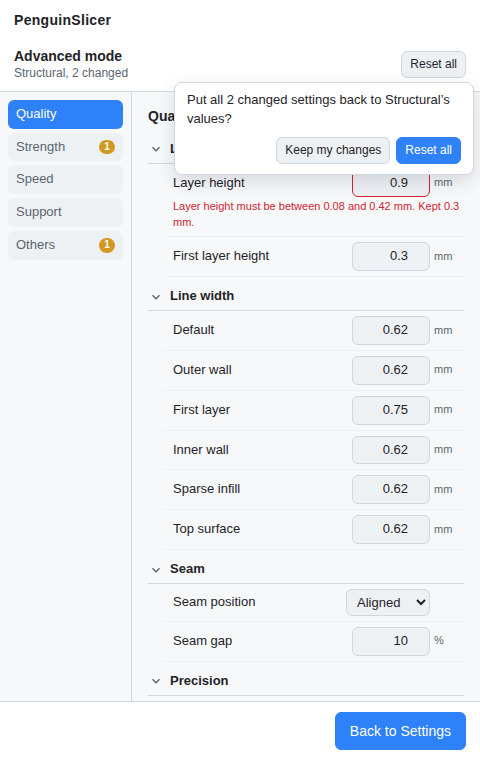 PenguinSlicer
Advanced mode
Structural, 2 changed
Reset all
Put all 2 changed settings back to Structural’s
values?
Keep my changes
Reset all
Quality
Strength 1
Speed
Support
Others 1
Layer height 0.9 mm
Layer height must be between 0.08 and 0.42 mm. Kept 0.3
mm.
First layer height 0.3 mm
Line width
Default 0.62 mm
Outer wall 0.62 mm
First layer 0.75 mm
Inner wall 0.62 mm
Sparse infill 0.62 mm
Top surface 0.62 mm
Seam
Seam position Aligned
Seam gap 10 %
Precision
Back to Settings